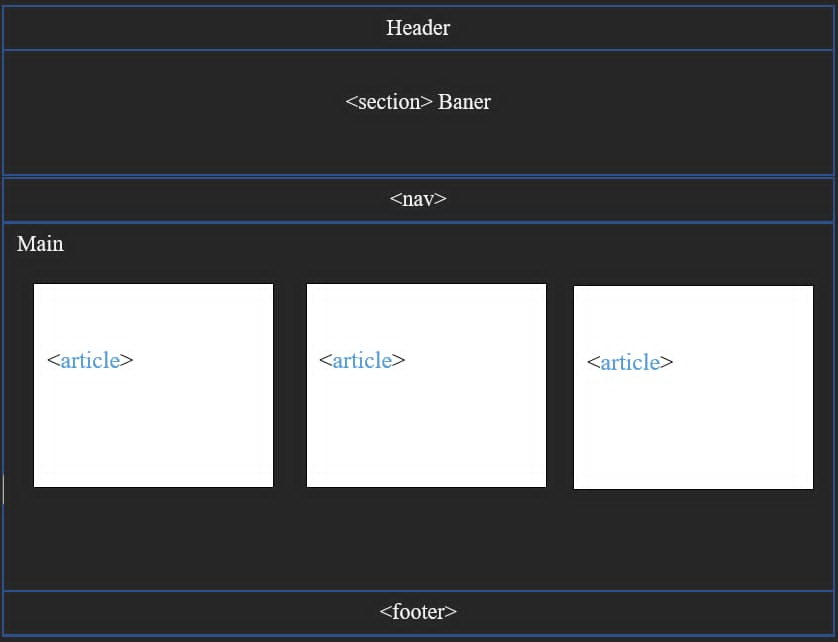 Header
<section> Baner
<nav>
Main
<article>
<article>
<article>
<footer>